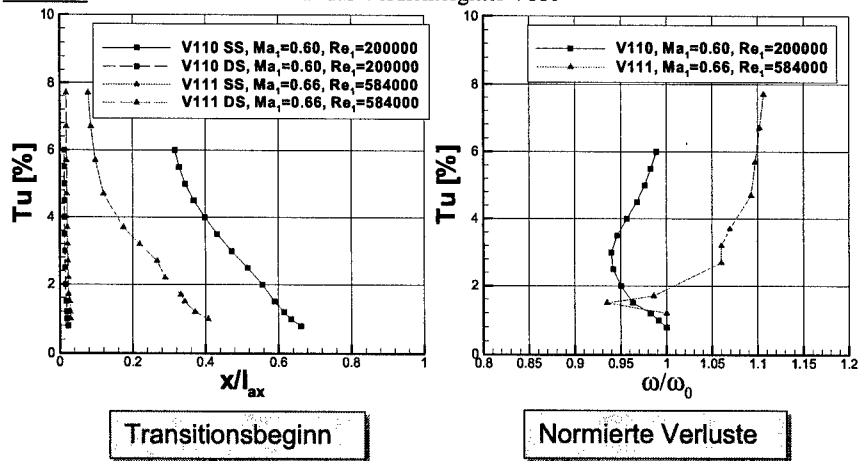 V110 SS, Ma1=0.60, Re1=200000
V110 DS, Ma1=0.60, Re1=200000
V111 SS, Ma1=0.66, Re1=584000
V111 DS, Ma1=0.66, Re1=584000
Tu [%]
10
8
6
4
2
0
0 0.2 0.4 0.6 0.8 1
x/lax
Transitionsbeginn
V110, Ma1=0.60, Re1=200000
V111, Ma1=0.66, Re1=584000
Tu [%]
10
8
6
4
2
0
0.8 0.85 0.9 0.95 1 1.05 1.1 1.15 1.2
ω/ω0
Normierte Verluste